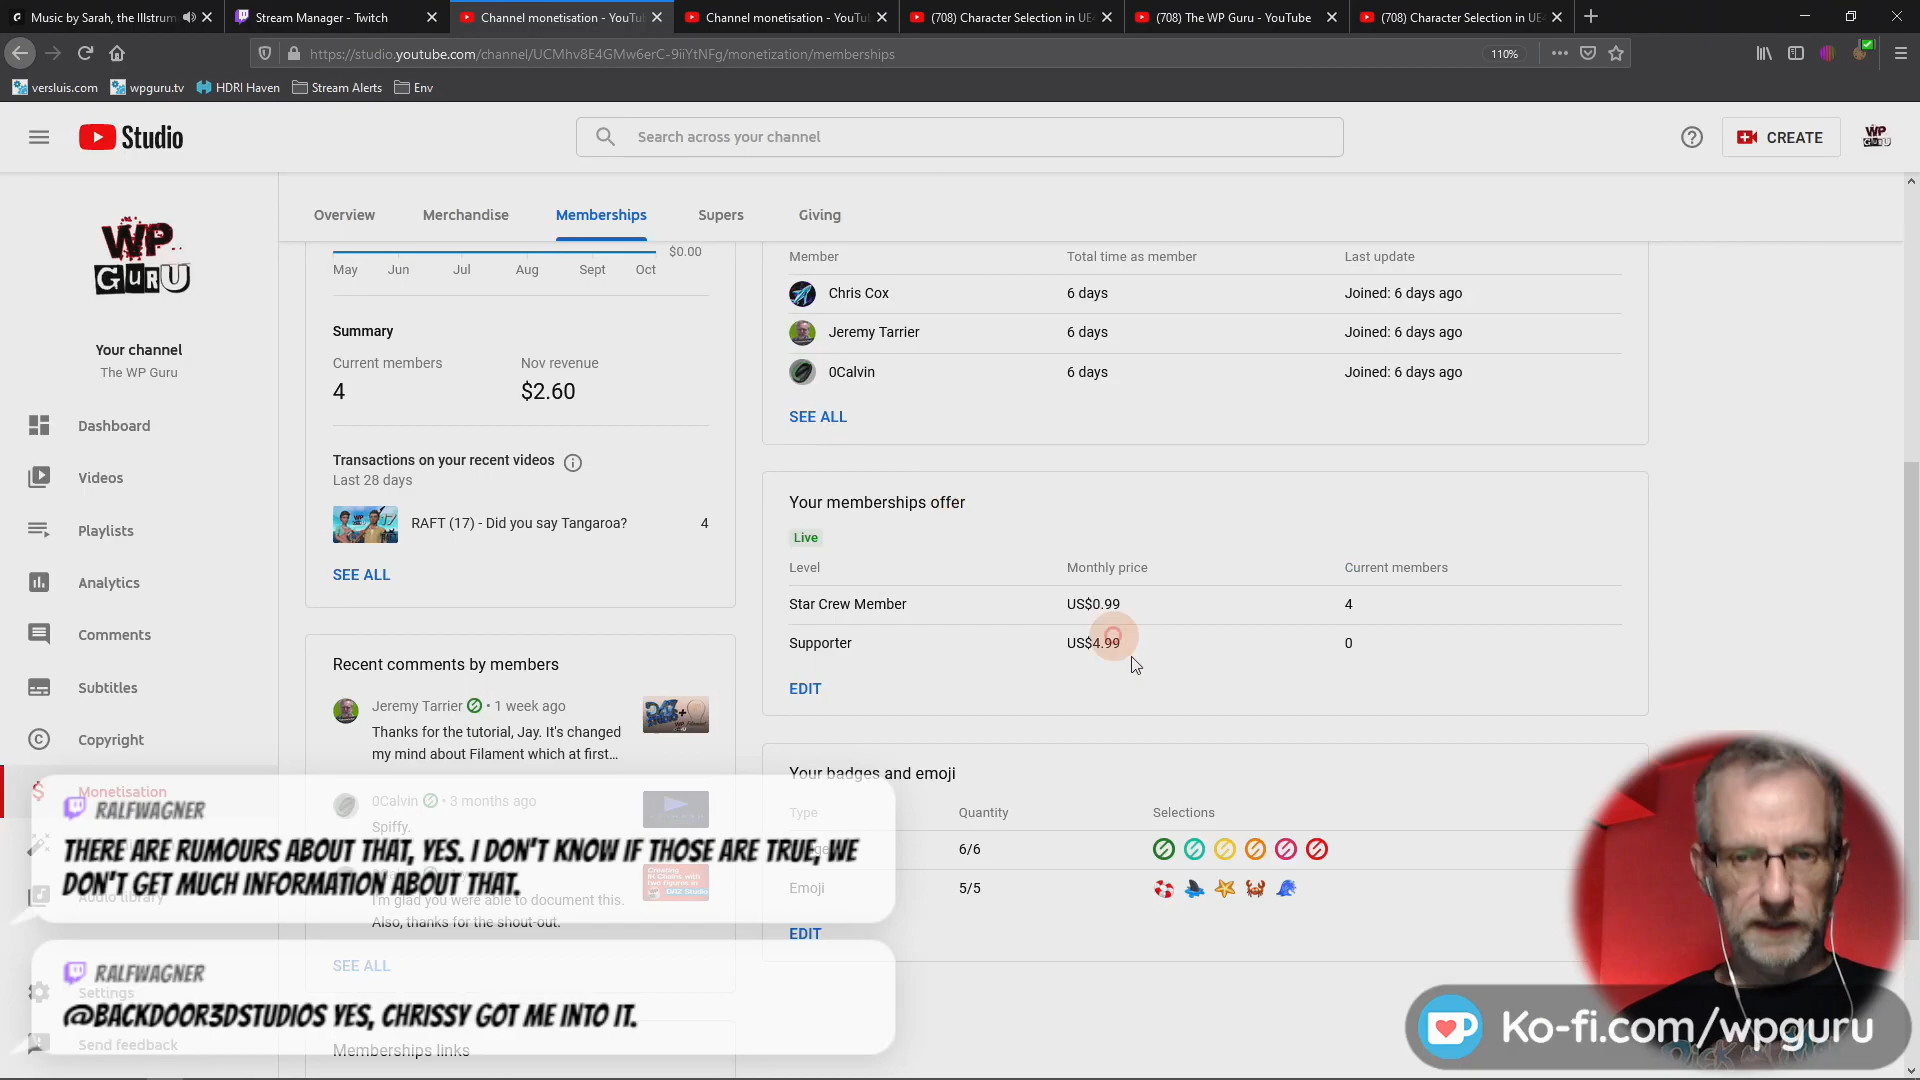 Music by Sarah, the Illstrum
Stream Manager - Twitch
Channel monetisation - YouTu
Channel monetisation - YouTu
(708) Character Selection in UE4
(708) The WP Guru - YouTube
(708) Character Selection in UE4
https://studio.youtube.com/channel/UCMhv8E4GMw6erC-9iiYtNFg/monetization/memberships
110%
versluis.com
wpguru.tv
HDRI Haven
Stream Alerts
Env
Studio
Search across your channel
CREATE
WP
GURU
Overview
Merchandise
Memberships
Supers
Giving
WP
GURU
Your channel
The WP Guru
Dashboard
Videos
Playlists
Analytics
Comments
Subtitles
Copyright
Monetisation
Audio library
Settings
Send feedback
$0.00
May Jun Jul Aug Sept Oct
Summary
Current members Nov revenue
4 $2.60
Transactions on your recent videos
Last 28 days
RAFT (17) - Did you say Tangaroa? 4
SEE ALL
Recent comments by members
Jeremy Tarrier • 1 week ago
Thanks for the tutorial, Jay. It's changed
my mind about Filament which at first...
0Calvin • 3 months ago
Spiffy.
I'm glad you were able to document this.
Also, thanks for the shout-out.
SEE ALL
Memberships links
Member Total time as member Last update
Chris Cox 6 days Joined: 6 days ago
Jeremy Tarrier 6 days Joined: 6 days ago
0Calvin 6 days Joined: 6 days ago
SEE ALL
Your memberships offer
Live
Level Monthly price Current members
Star Crew Member US$0.99 4
Supporter US$4.99 0
EDIT
Your badges and emoji
Type Quantity Selections
6/6
Emoji 5/5
EDIT
RALFWAGNER
THERE ARE RUMOURS ABOUT THAT, YES. I DON'T KNOW IF THOSE ARE TRUE, WE
DON'T GET MUCH INFORMATION ABOUT THAT.
RALFWAGNER
@BACKDOOR3DSTUDIOS YES, CHRISSY GOT ME INTO IT.
Ko-fi.com/wpguru